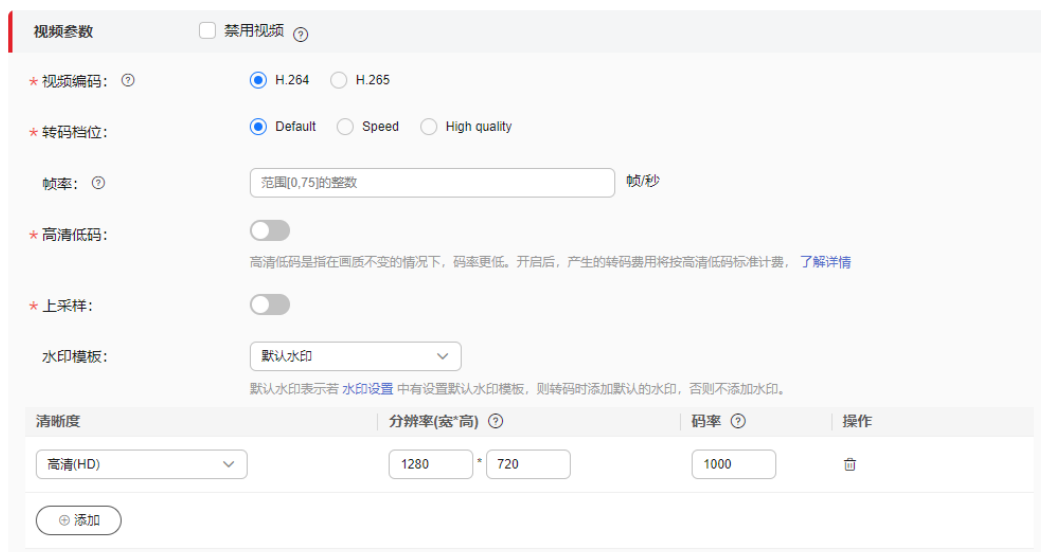 视频参数 禁用视频 ?
* 视频编码: ? H.264 H.265
* 转码档位: Default Speed High quality
帧率: ? 范围[0,75]的整数 帧/秒
* 高清低码:
高清低码是指在画质不变的情况下，码率更低。开启后，产生的转码费用将按高清低码标准计费， 了解详情
* 上采样:
水印模板: 默认水印
默认水印表示若 水印设置 中有设置默认水印模板，则转码时添加默认的水印，否则不添加水印。
清晰度 分辨率(宽*高) ? 码率 ? 操作
高清(HD) 1280 * 720 1000
添加